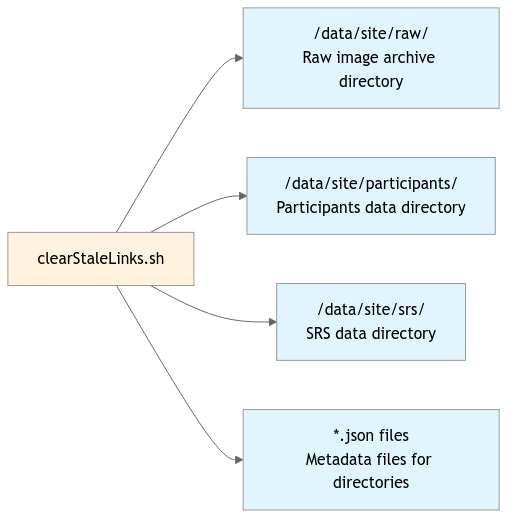 /data/site/raw/
Raw image archive
directory
/data/site/participants/
Participants data directory
clearStaleLinks.sh
/data/site/srs/
SRS data directory
*.json files
Metadata files for
directories